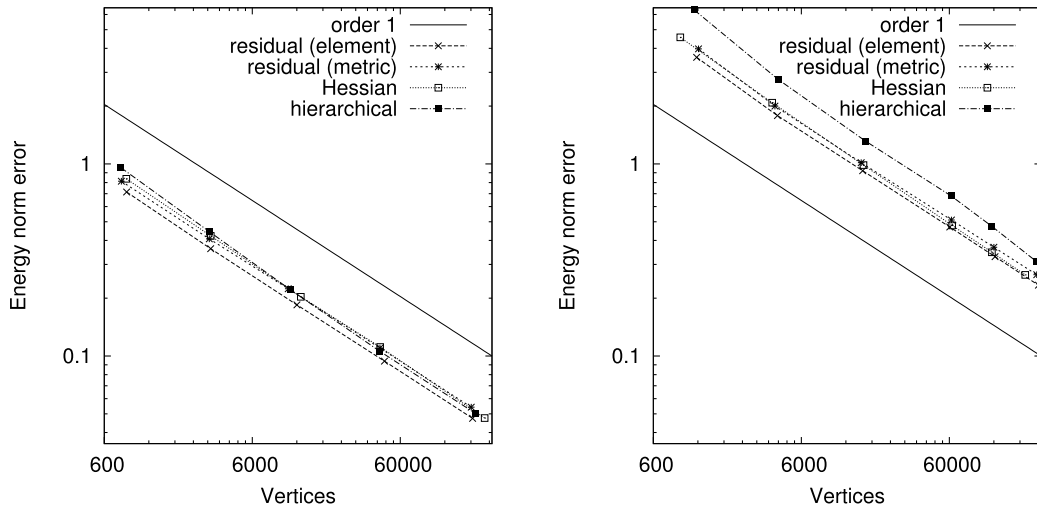 order 1
residual (element)
residual (metric)
Hessian
hierarchical
1
0.1
Energy norm error
600
6000
60000
Vertices
order 1
residual (element)
residual (metric)
Hessian
hierarchical
1
0.1
Energy norm error
600
6000
60000
Vertices